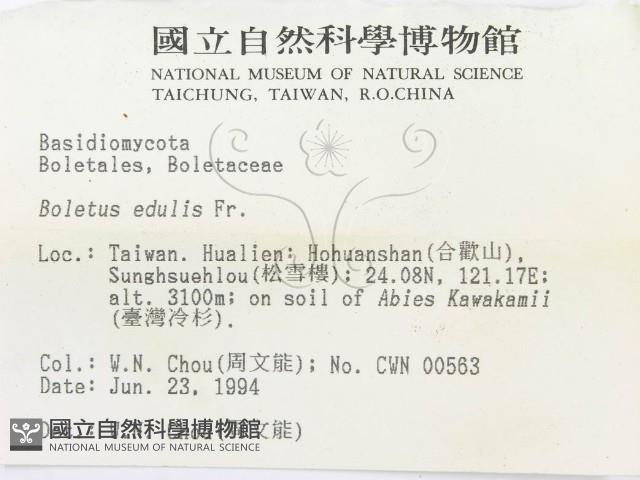 國立自然科學博物館
NATIONAL MUSEUM OF NATURAL SCIENCE
TAICHUNG, TAIWAN, R.O.CHINA
Basidiomycota
Boletales, Boletaceae
Boletus edulis Fr.
Loc.: Taiwan. Hualien: Hohuanshan(合歡山),
Sunghsuehlou(松雪樓): 24.08N, 121.17E;
alt. 3100m; on soil of Abies Kawakamii
(臺灣冷杉).
Col.: W.N. Chou(周文能); No. CWN 00563
Date: Jun. 23, 1994
文能)
國立自然科學博物館
NATIONAL MUSEUM OF NATURAL SCIENCE